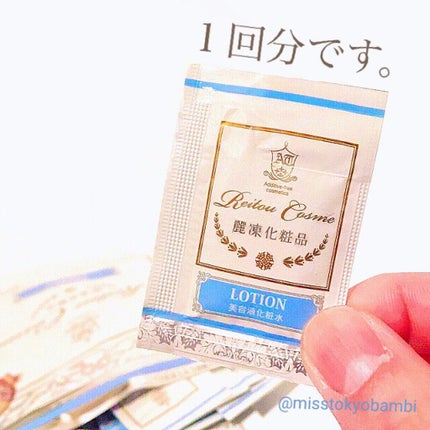 1回分です。
AT
Additive-free
cosmetics
Reitou Cosme
麗凍化粧品
LOTION
美容液化粧水
@misstokyobambi